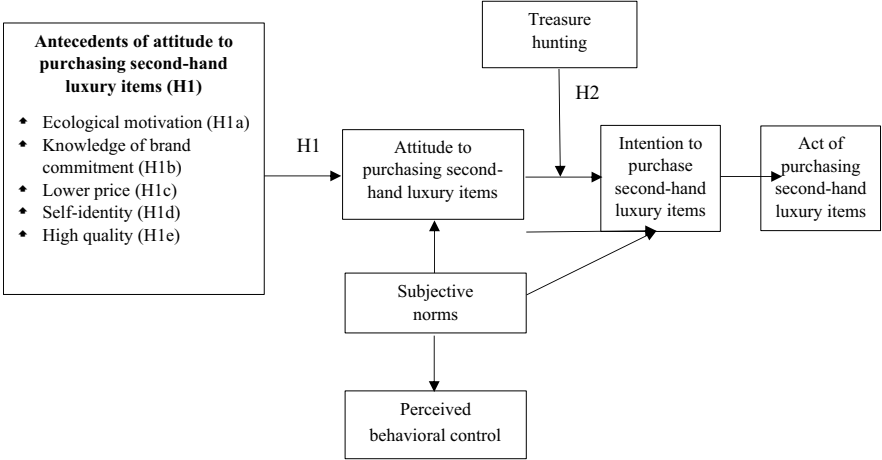 Antecedents of attitude to
purchasing second-hand
luxury items (H1)
Ecological motivation (H1a)
Knowledge of brand
commitment (H1b)
Lower price (H1c)
Self-identity (H1d)
High quality (H1e)
H1
Attitude to
purchasing second-
hand luxury items
Treasure
hunting
H2
Intention to
purchase
second-hand
luxury items
Act of
purchasing
second-hand
luxury items
Subjective
norms
Perceived
behavioral control